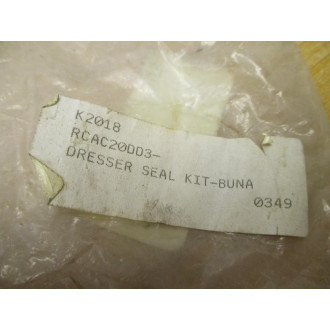 K2018
RCAC20DD3-
DRESSER SEAL KIT-BUNA
0349